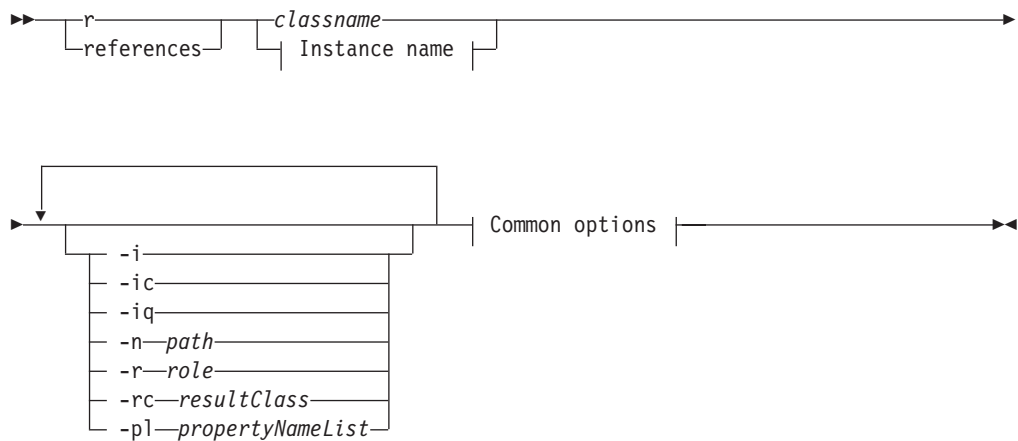 r classname
references Instance name
Common options
-i
-ic
-iq
-n path
-r role
-rc resultClass
-pl propertyNameList